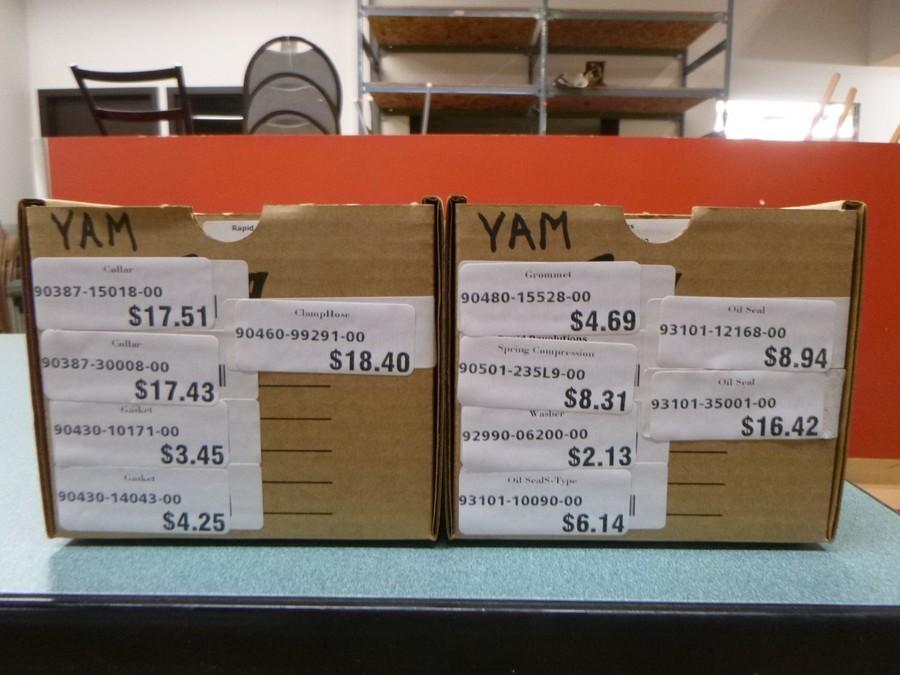 YAM
Rapid
Collar
90387-15018-00
$17.51
Collar
90387-30008-00
$17.43
Gasket
90430-10171-00
$3.45
Gasket
90430-14043-00
$4.25
ClampHose
90460-99291-00
$18.40
YAM
Grommet
90480-15528-00
$4.69
Spring Compression
90501-235L9-00
$8.31
Washer
92990-06200-00
$2.13
Oil SealS-Type
93101-10090-00
$6.14
Oil Seal
93101-12168-00
$8.94
Oil Seal
93101-35001-00
$16.42